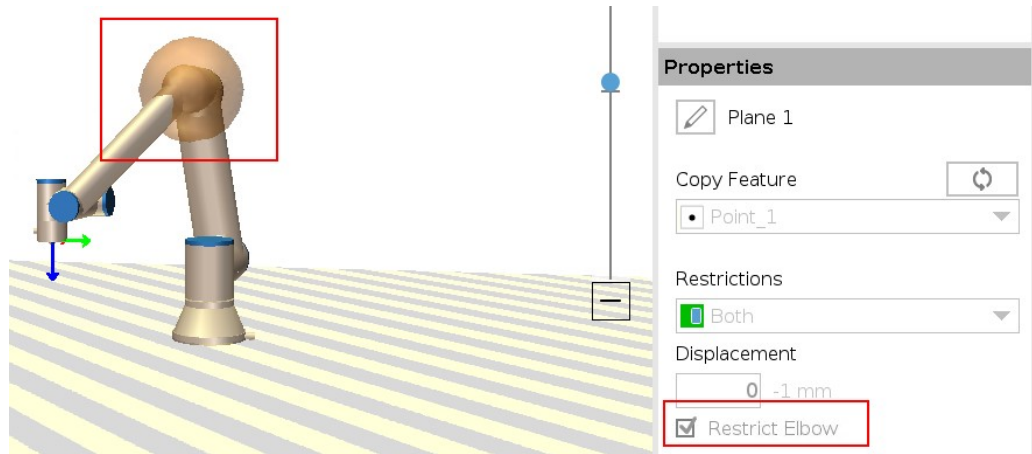 Properties
Plane 1
Copy Feature
Point_1
Restrictions
Both
Displacement
0 -1 mm
Restrict Elbow